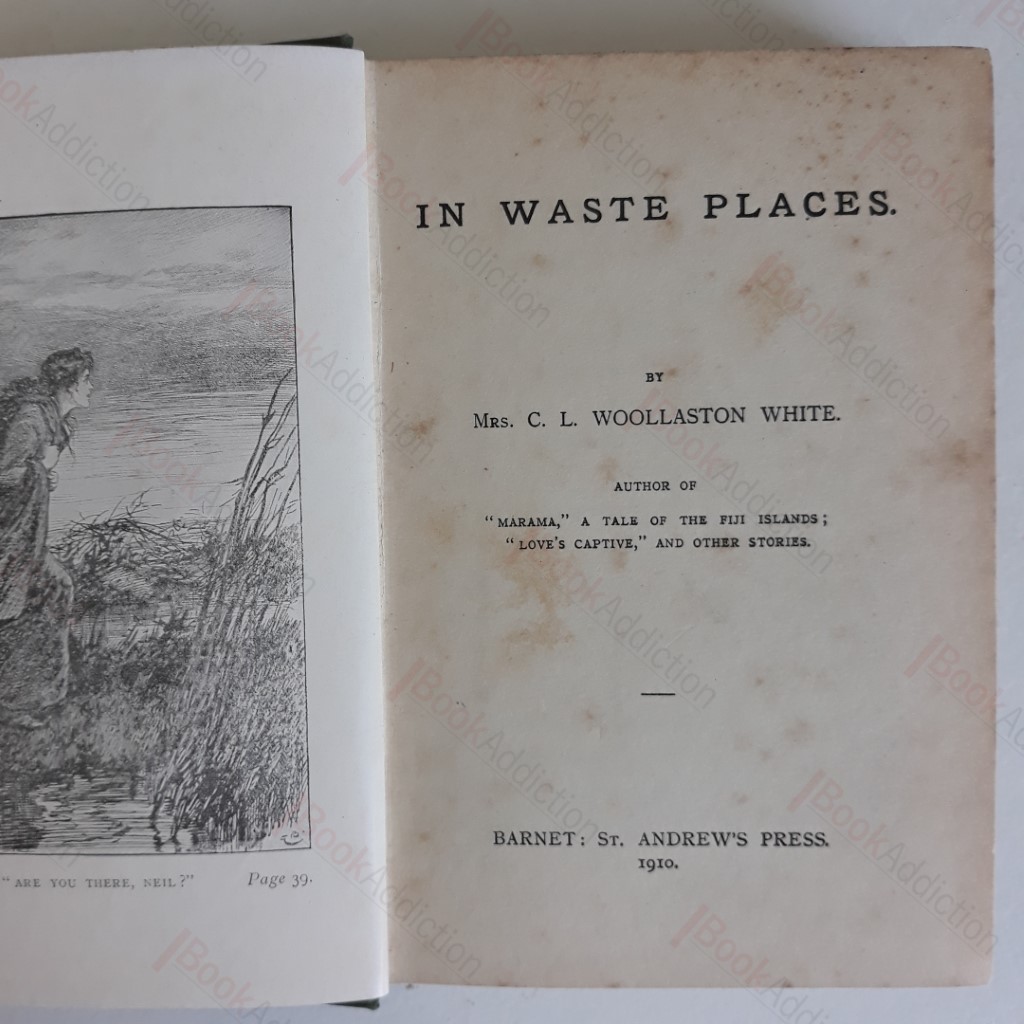 "ARE YOU THERE, NEIL?" Page 39.
IN WASTE PLACES.
BY
Mrs. C. L. WOOLLASTON WHITE.
AUTHOR OF
"MARAMA," A TALE OF THE FIJI ISLANDS;
"LOVE'S CAPTIVE," AND OTHER STORIES.
BARNET: St. ANDREW'S PRESS.
1910.
BookAddiction